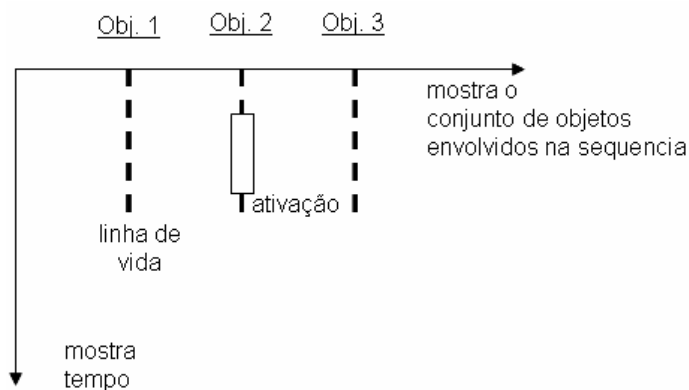 Obj. 1 Obj. 2 Obj. 3
mostra o
conjunto de objetos
envolvidos na sequencia
ativação
linha de
vida
mostra
tempo